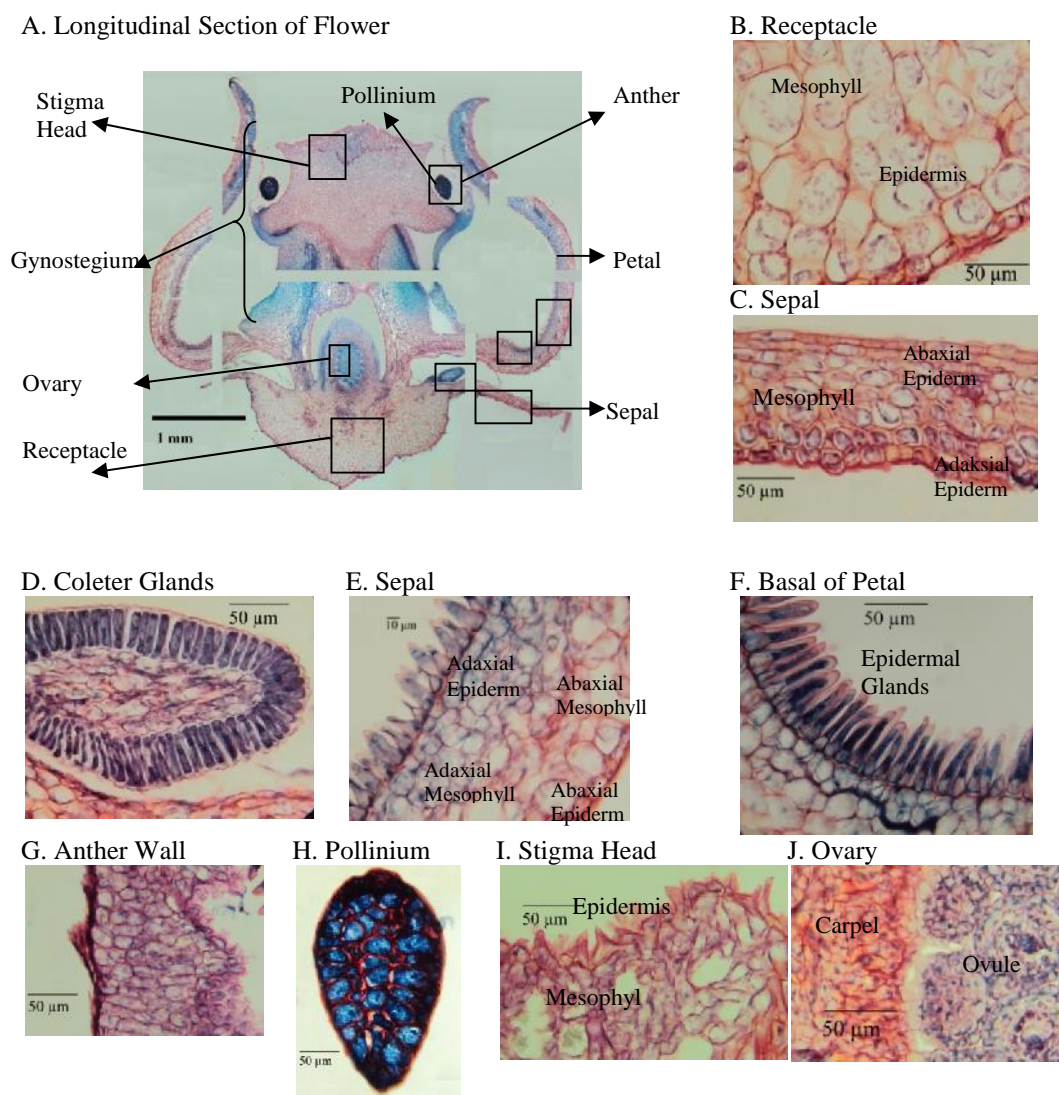 A. Longitudinal Section of Flower
Stigma
Head
Pollinium
Anther
Gynostegium
Petal
Ovary
Sepal
1 mm
Receptacle
B. Receptacle
Mesophyll
Epidermis
50 µm
C. Sepal
Abaxial
Epiderm
Mesophyll
Adaksial
Epiderm
50 µm
D. Coleter Glands
50 µm
E. Sepal
10 µm
Adaxial
Epiderm
Abaxial
Mesophyll
Adaxial
Mesophyll
Abaxial
Epiderm
F. Basal of Petal
50 µm
Epidermal
Glands
G. Anther Wall
50 µm
H. Pollinium
50 µm
I. Stigma Head
Epidermis
50 µm
Mesophyl
J. Ovary
Carpel
Ovule
50 µm